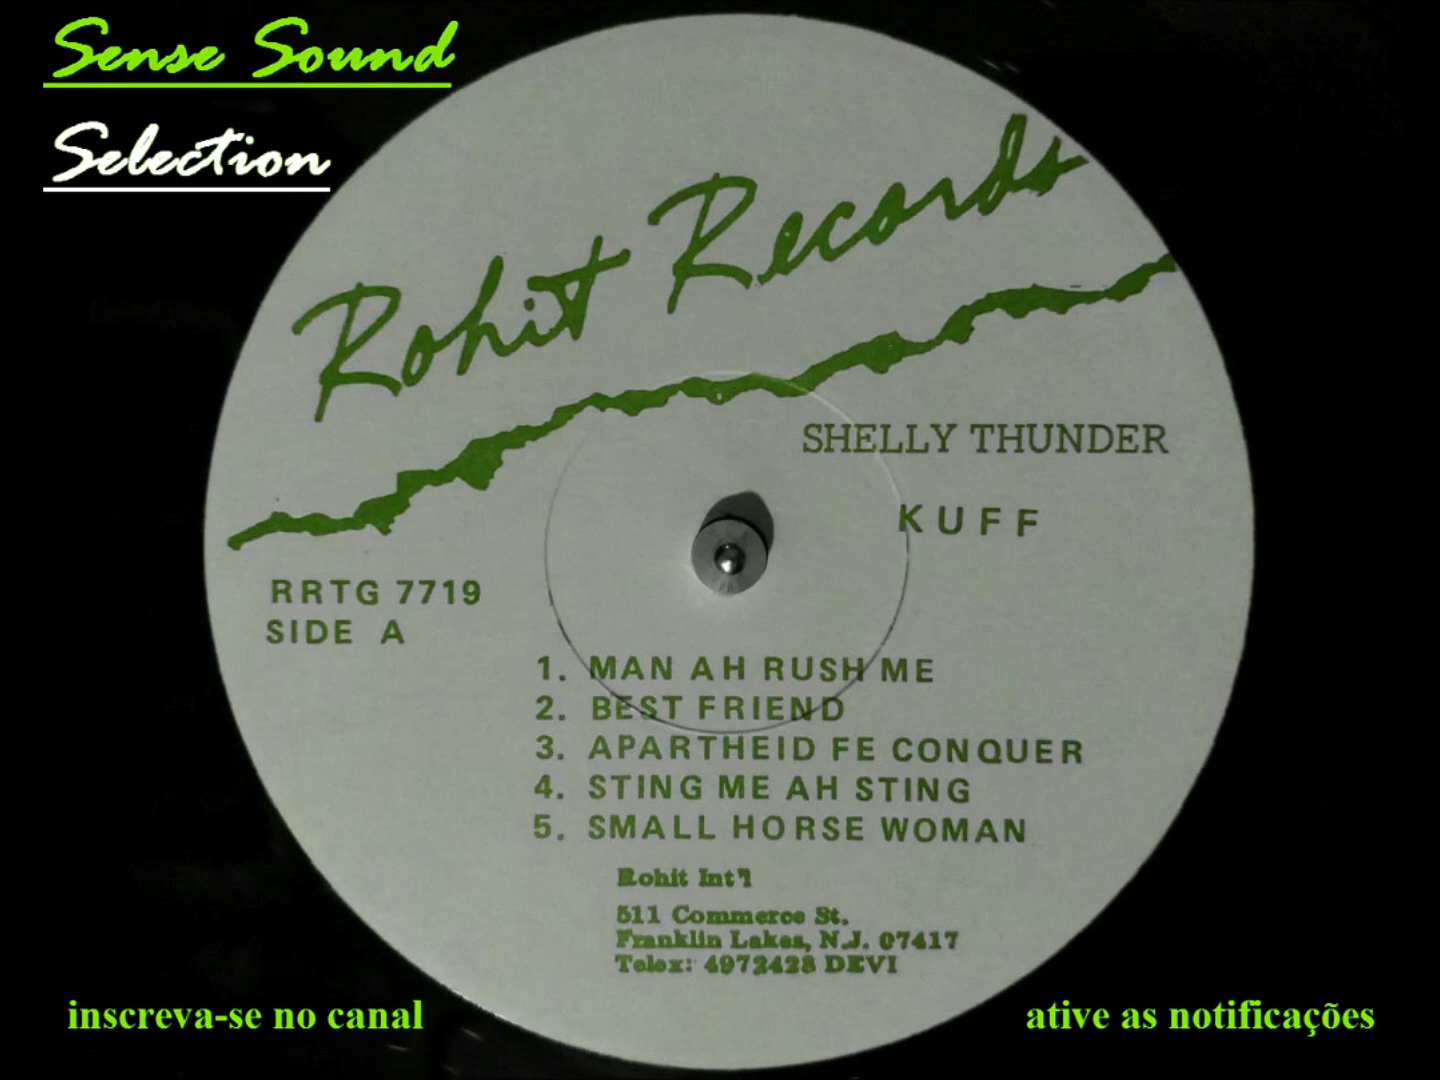 Sense Sound
Selection
Rohit Records
SHELLY THUNDER
KUFF
RRTG 7719
SIDE A
1. MAN AH RUSH ME
2. BEST FRIEND
3. APARTHEID FE CONQUER
4. STING ME AH STING
5. SMALL HORSE WOMAN
Rohit Int'l
511 Commerce St.
Franklin Lakes, N.J. 07417
Telex: 4972428 DEVI
inscreva-se no canal
ative as notificações